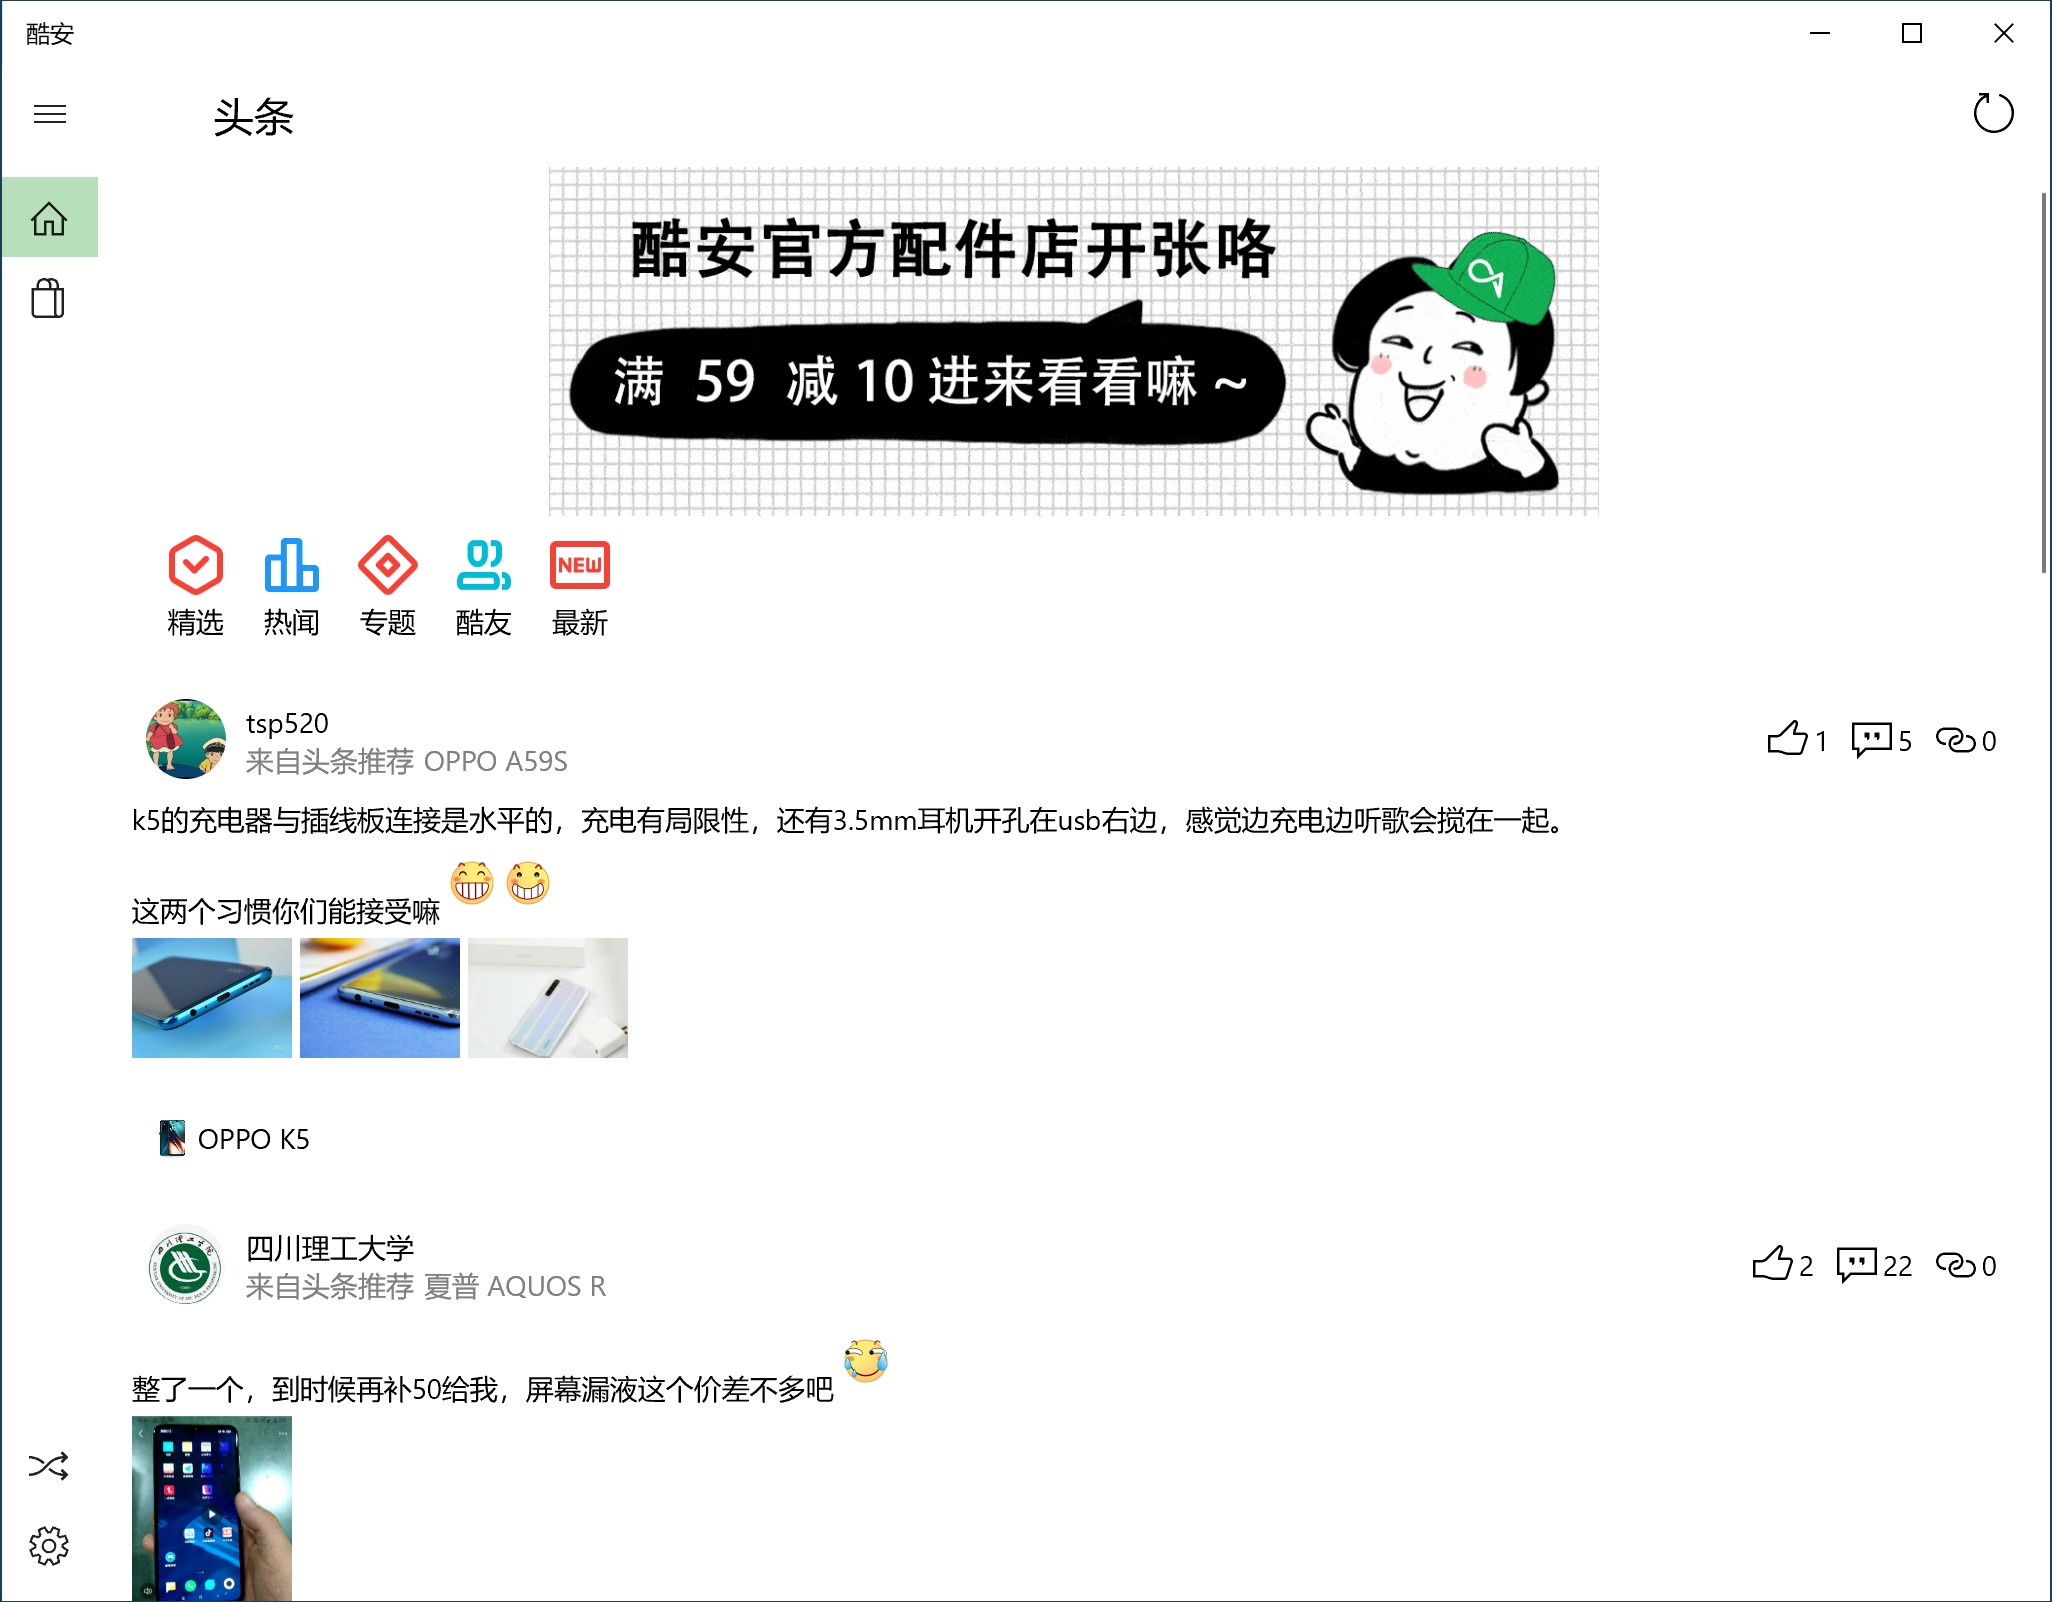 酷安
头条
酷安官方配件店开张咯
满 59 减 10 进来看看嘛 ~
精选
热闻
专题
酷友
NEW
最新
tsp520
来自头条推荐 OPPO A59S
1
5
0
k5的充电器与插线板连接是水平的，充电有局限性，还有3.5mm耳机开孔在usb右边，感觉边充电边听歌会搅在一起。
这两个习惯你们能接受嘛
OPPO K5
四川理工大学
来自头条推荐 夏普 AQUOS R
2
22
0
整了一个，到时候再补50给我，屏幕漏液这个价差不多吧